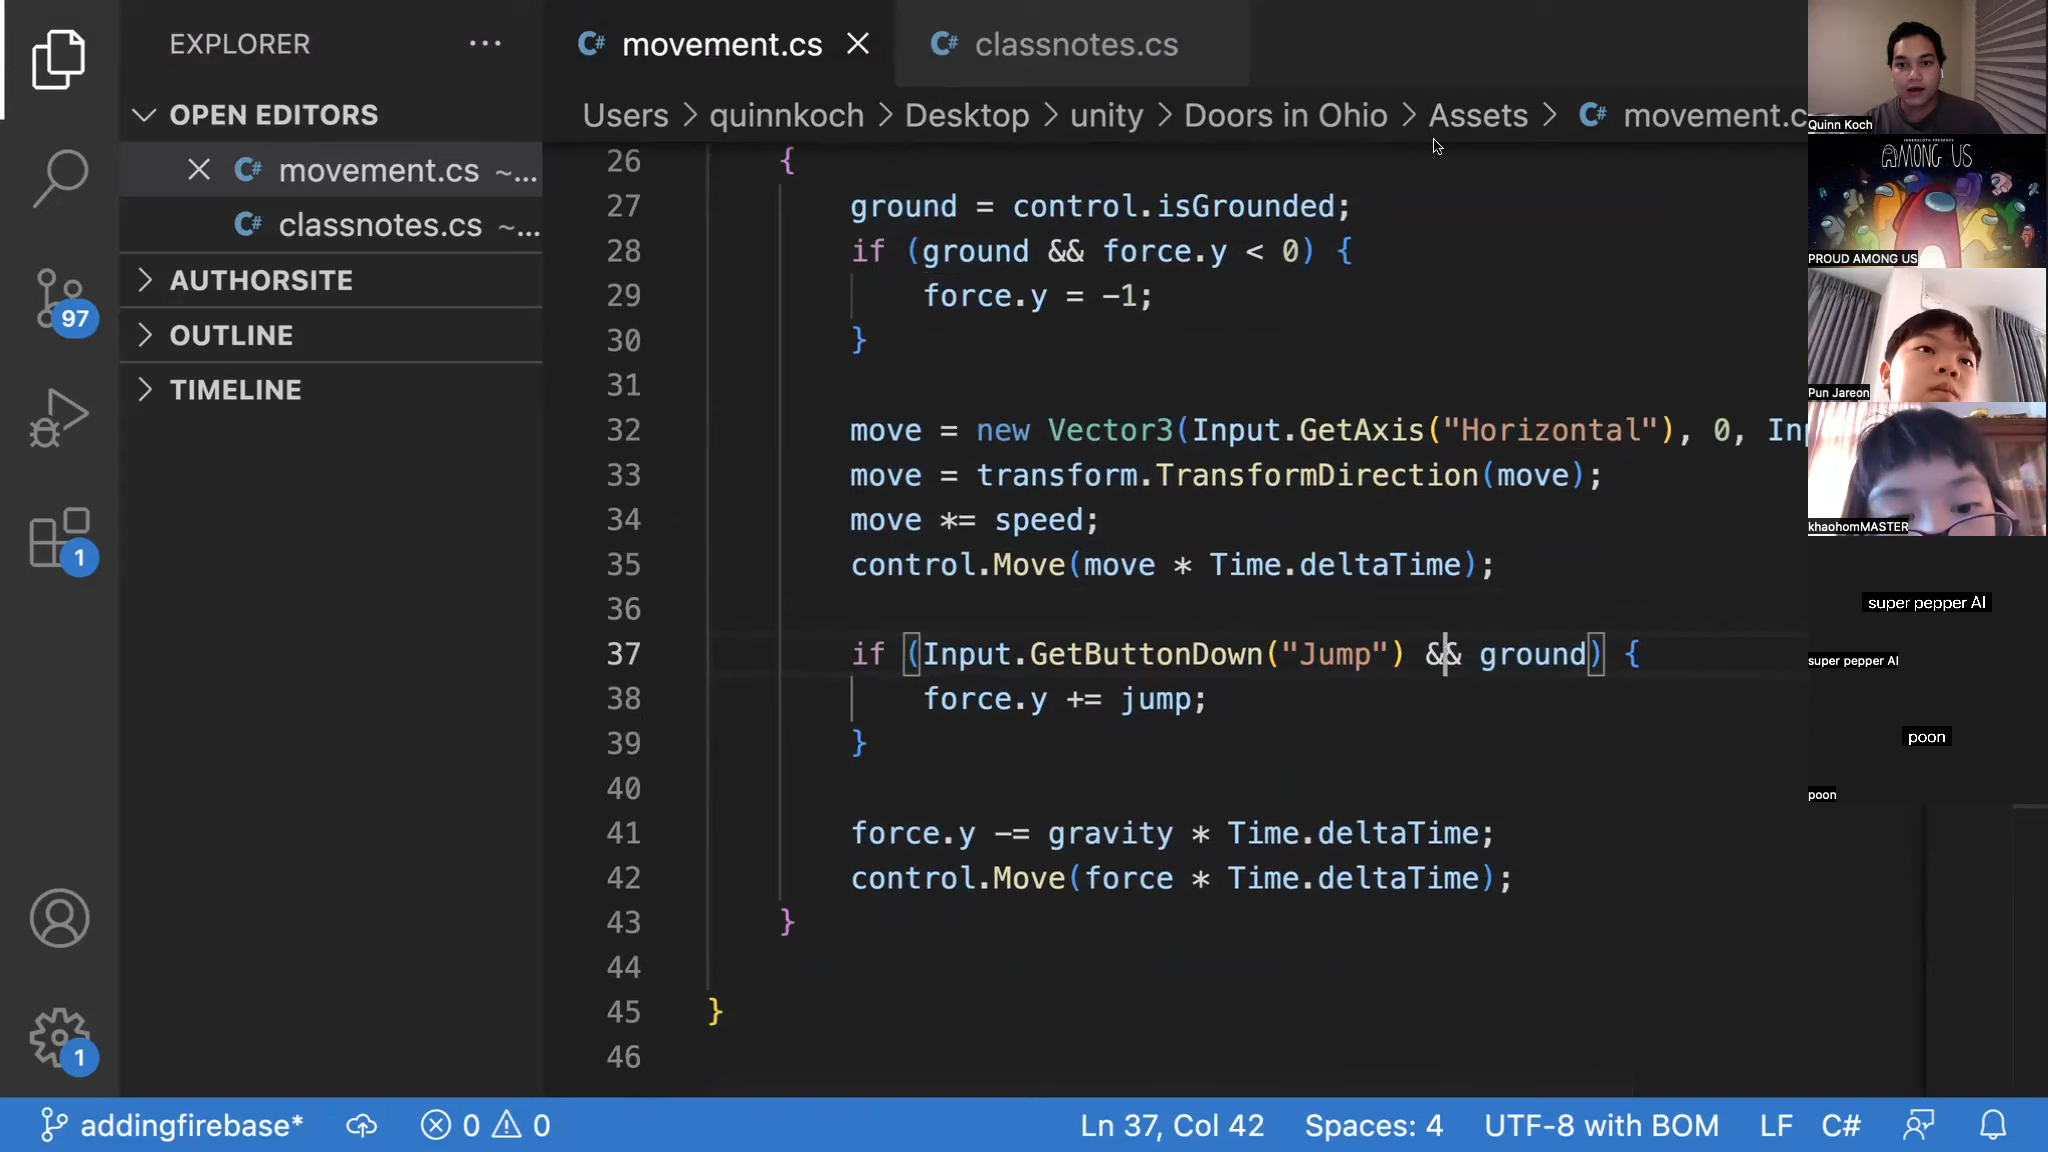 EXPLORER
movement.cs
classnotes.cs
OPEN EDITORS
movement.cs ~...
classnotes.cs ~...
AUTHORSITE
OUTLINE
TIMELINE
97
1
1
Users > quinnkoch > Desktop > unity > Doors in Ohio > Assets > movement.c
26 {
27 ground = control.isGrounded;
28 if (ground && force.y < 0) {
29 force.y = -1;
30 }
31
32 move = new Vector3(Input.GetAxis("Horizontal"), 0, In
33 move = transform.TransformDirection(move);
34 move *= speed;
35 control.Move(move * Time.deltaTime);
36
37 if (Input.GetButtonDown("Jump") && ground) {
38 force.y += jump;
39 }
40
41 force.y -= gravity * Time.deltaTime;
42 control.Move(force * Time.deltaTime);
43 }
44
45 }
46
Quinn Koch
AMONG US
PROUD AMONG US
Pun Jareon
khaohomMASTER
super pepper AI
super pepper AI
poon
poon
addingfirebase* 0 0 Ln 37, Col 42 Spaces: 4 UTF-8 with BOM LF C#